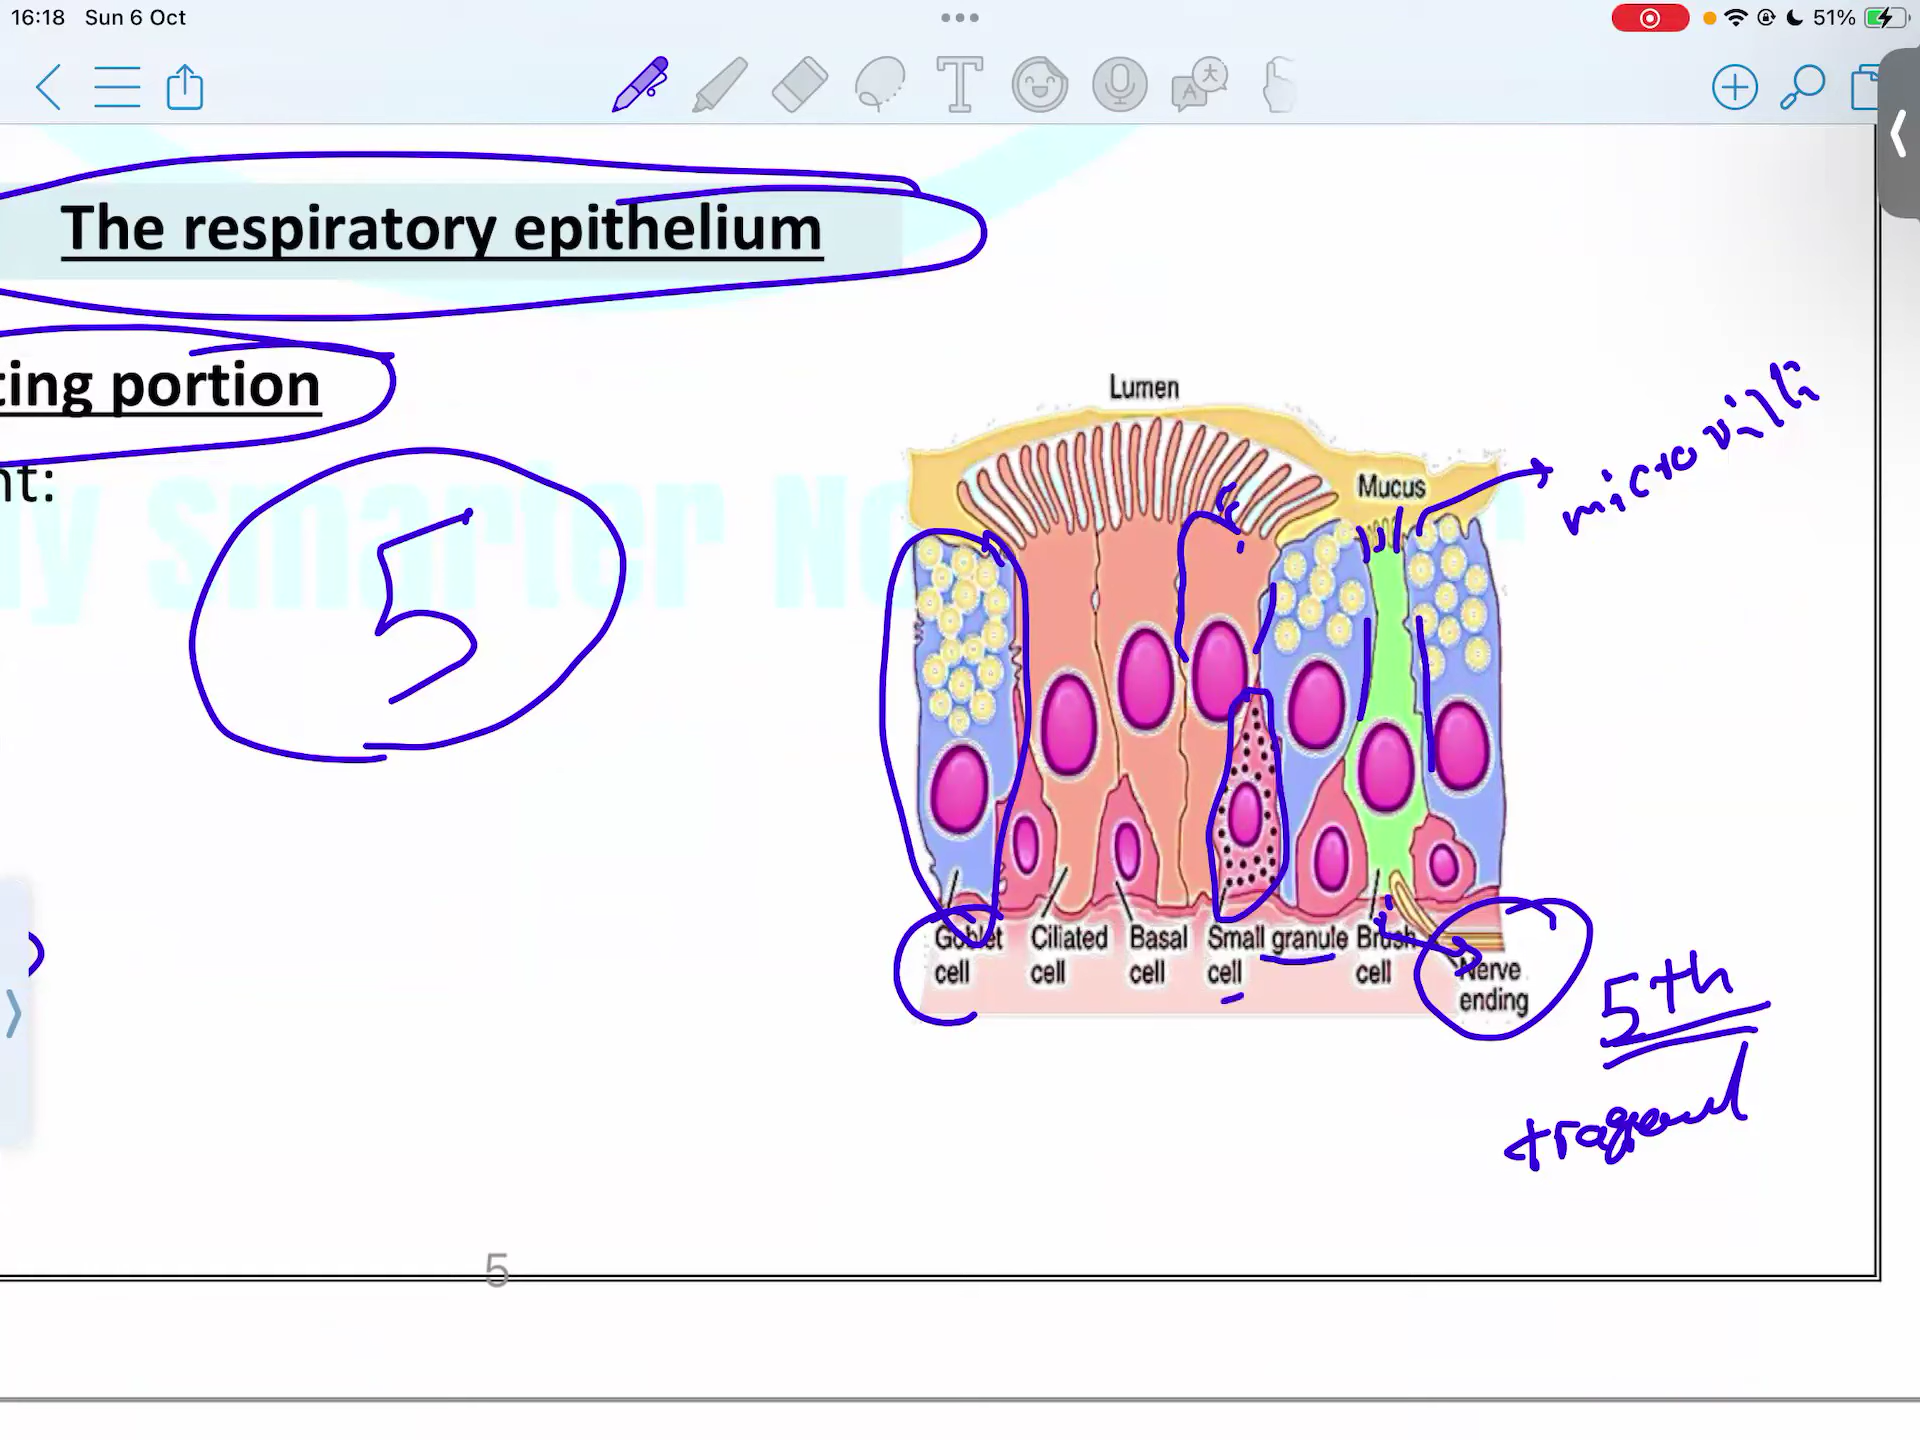 16:18 Sun 6 Oct
51%
The respiratory epithelium
ting portion
nt:
5
Lumen
Mucus
microvilli
Goblet cell
Ciliated cell
Basal cell
Small granule cell
Brush cell
Nerve ending
5th
5